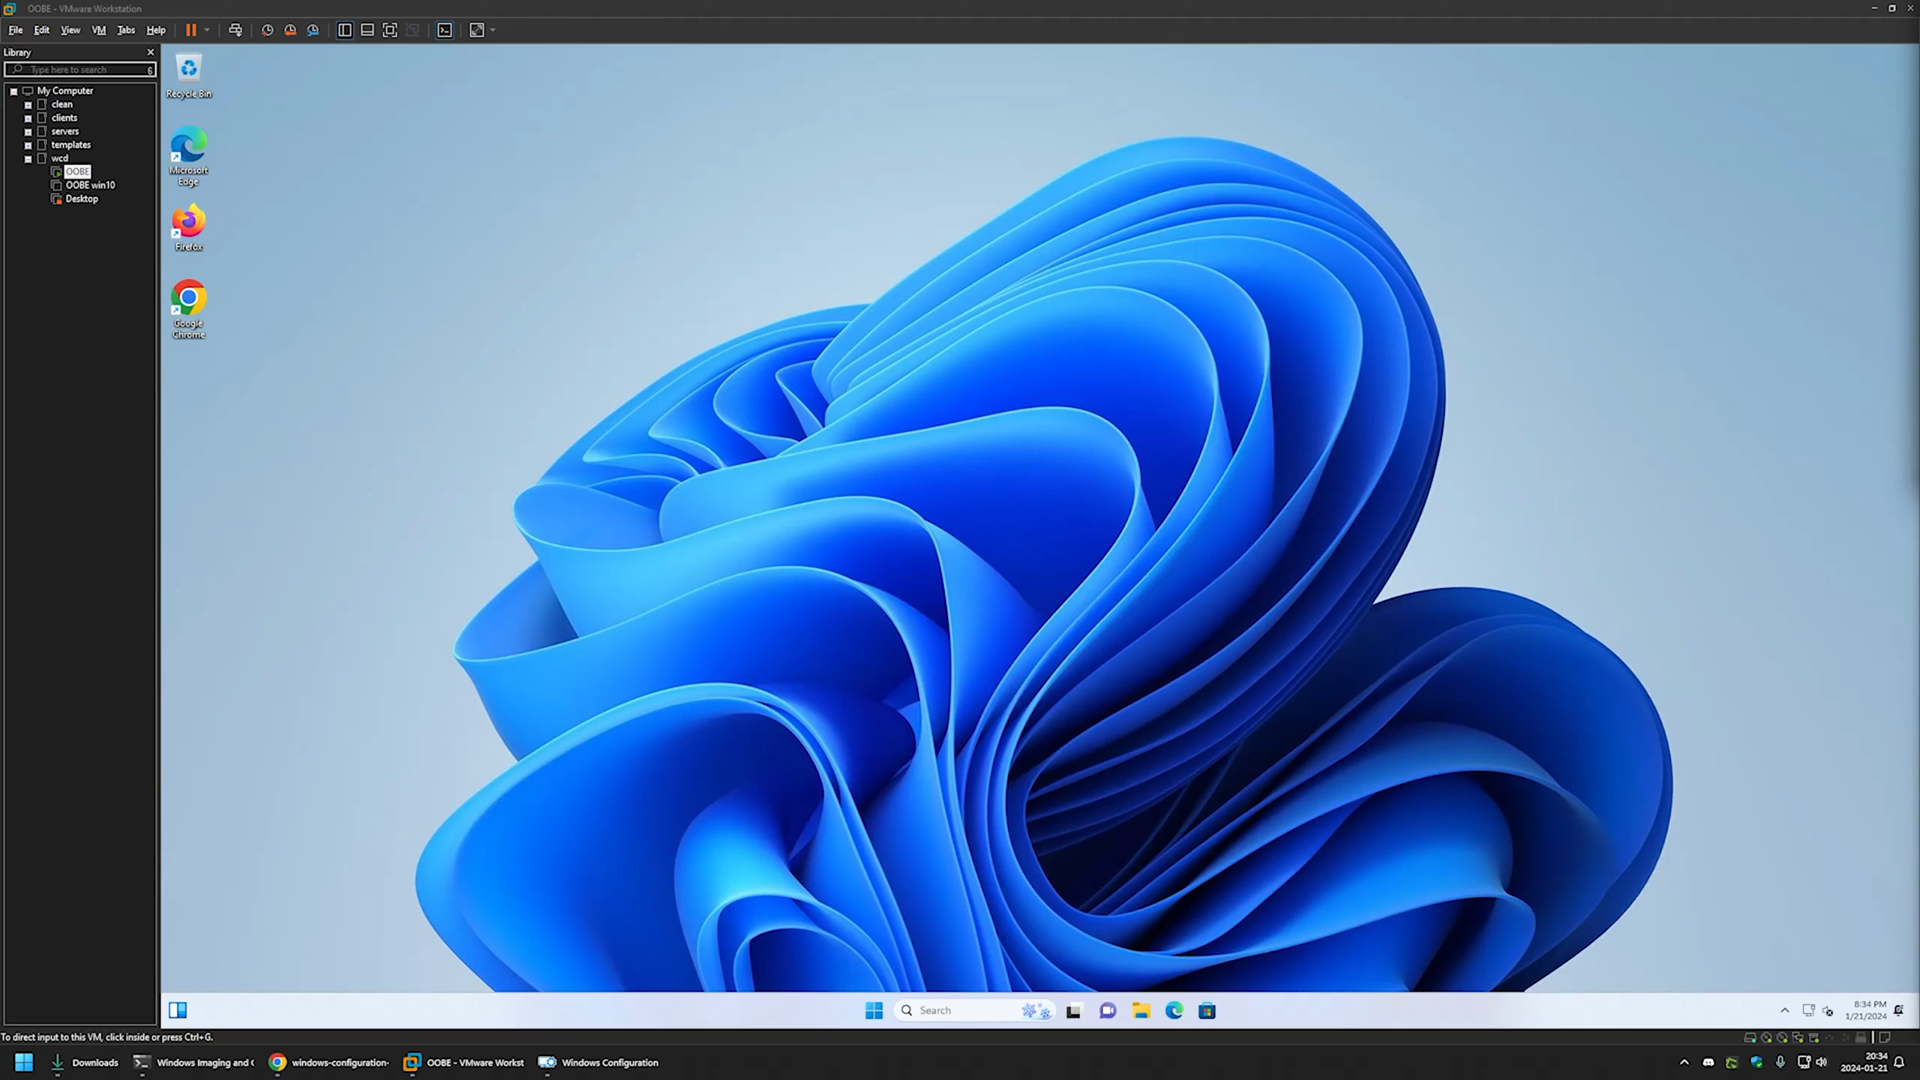 OOBE - VMware Workstation
File Edit View VM Tabs Help
Library
Type here to search
My Computer
clean
clients
servers
templates
wcd
OOBE
OOBE win10
Desktop
Recycle Bin
Microsoft
Edge
Firefox
Google
Chrome
Search
8:34 PM
1/21/2024
To direct input to this VM, click inside or press Ctrl+G.
Downloads
Windows Imaging and C
windows-configuration-
OOBE - VMware Workst
Windows Configuration
20:34
2024-01-21